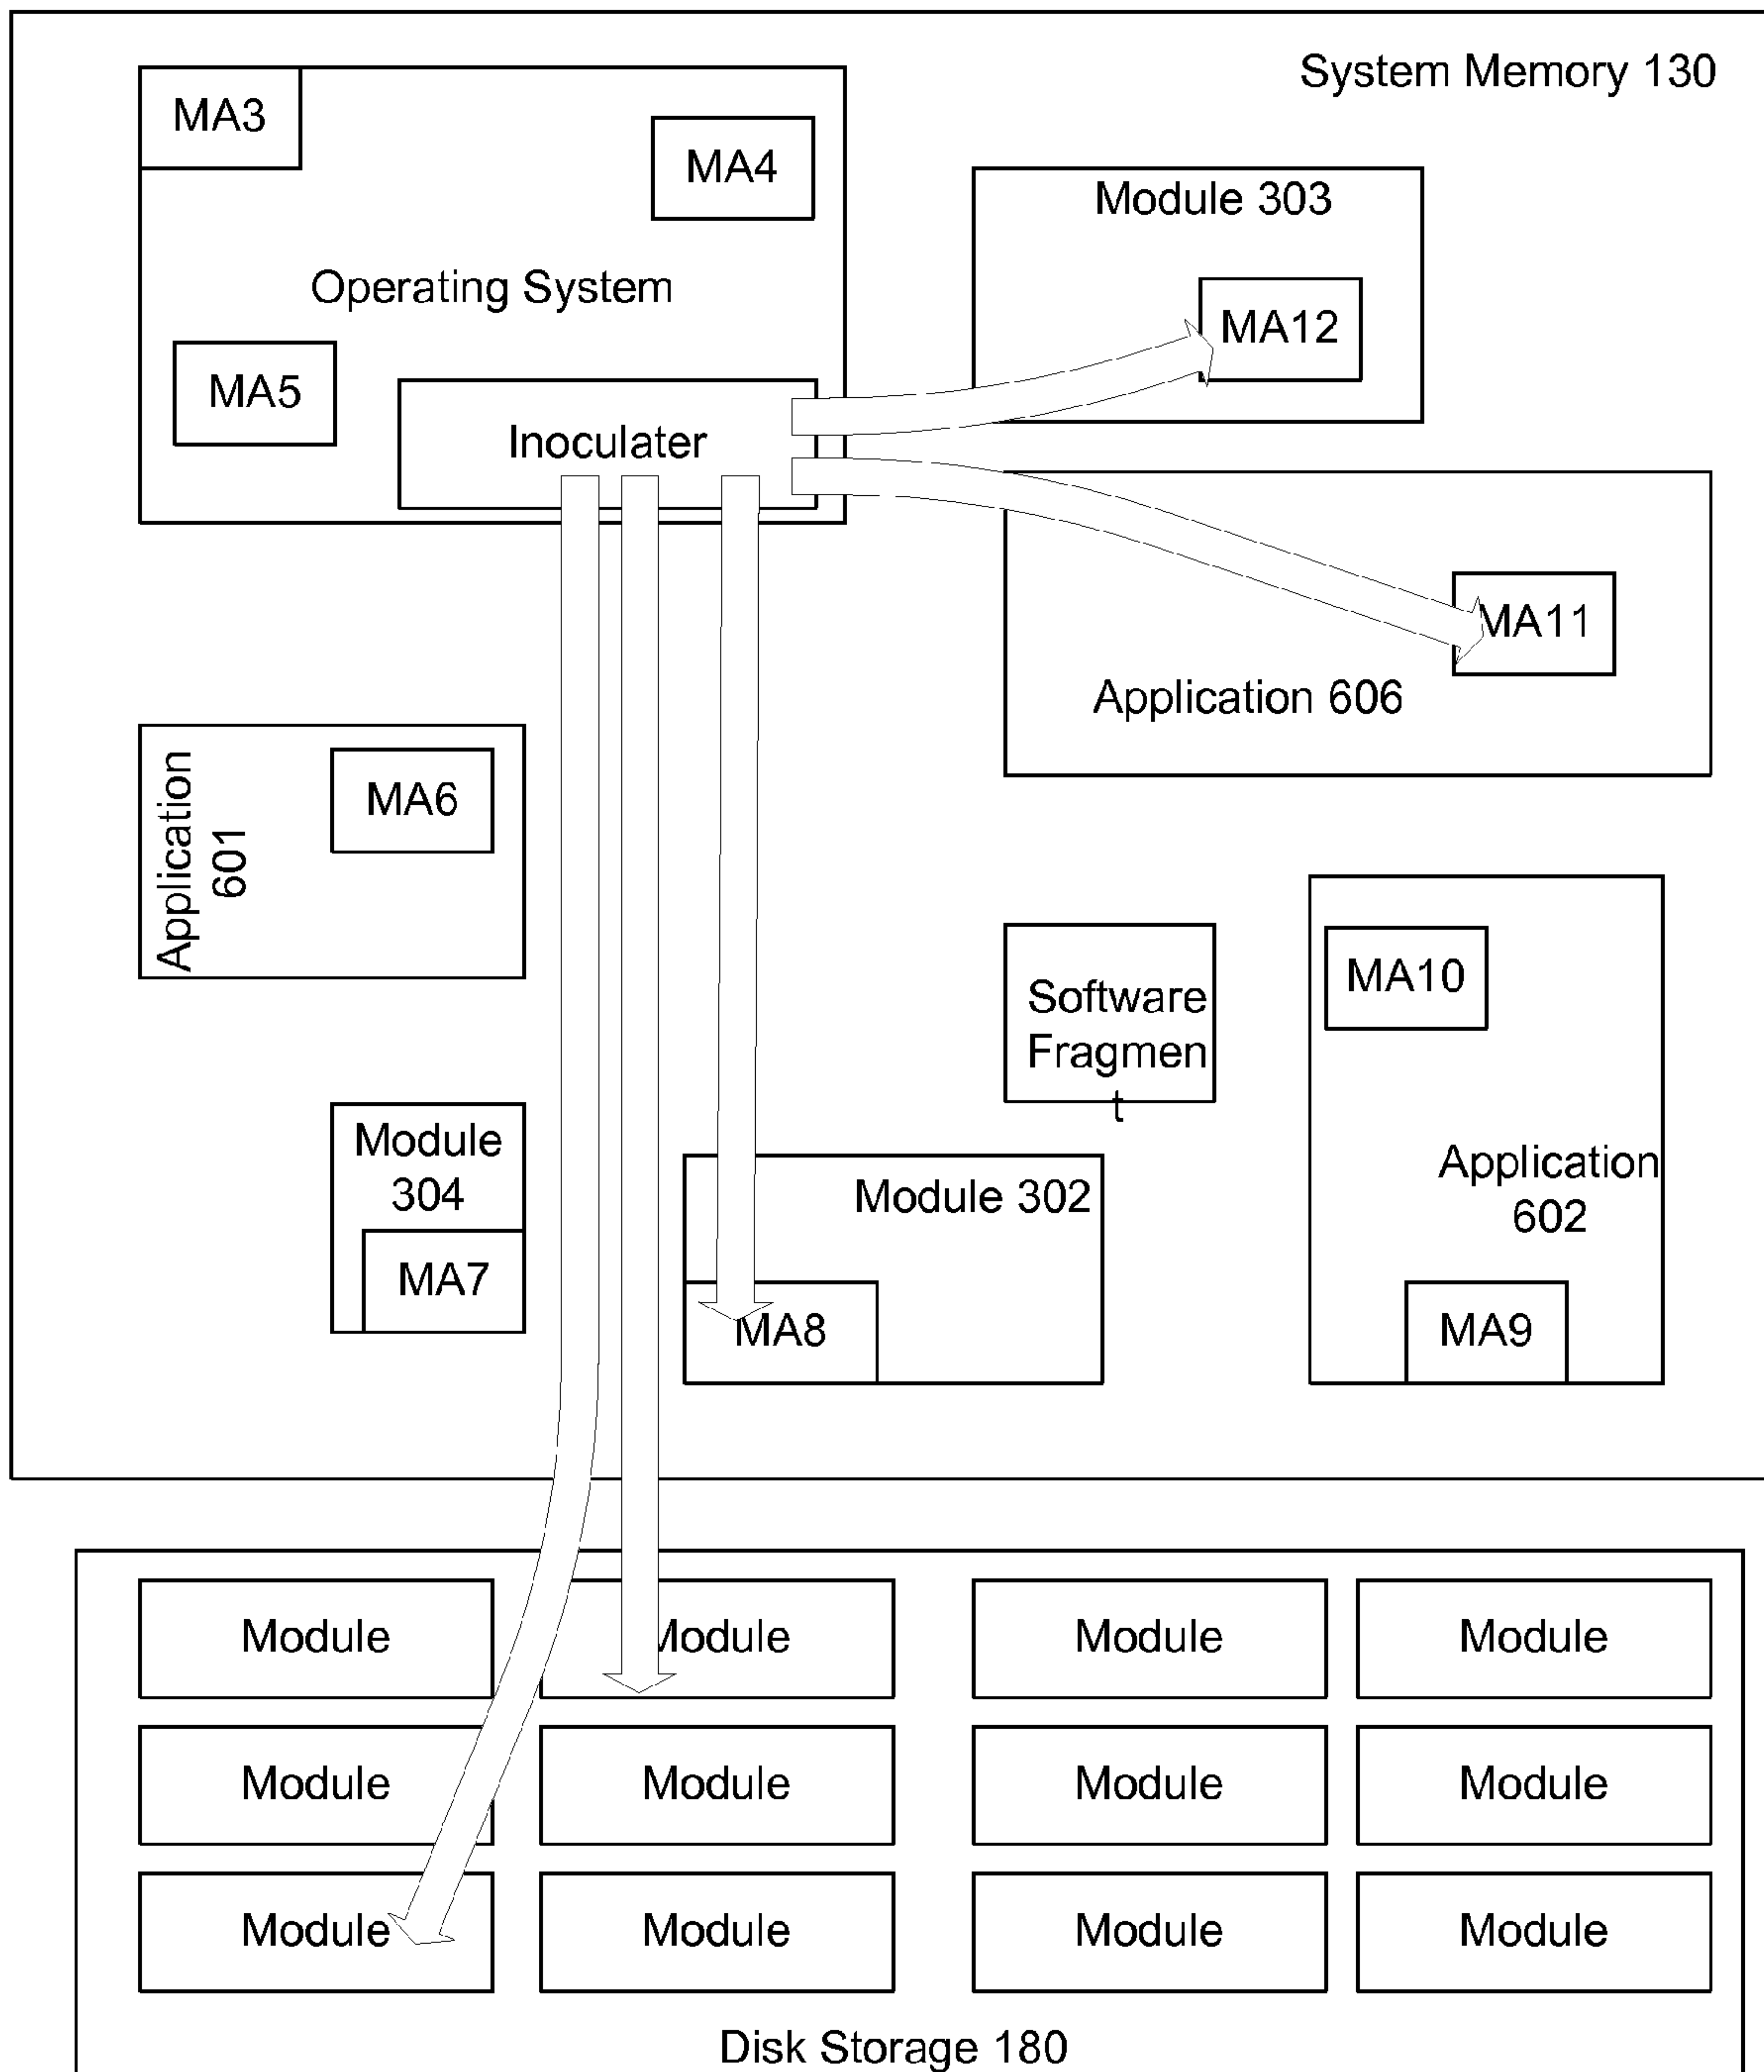 System Memory 130
MA3
MA4
Operating System
MA5
Inoculater
Module 303
MA12
MA11
Application 606
Application
601
MA6
Software
Fragmen
t
MA10
Application
602
MA9
Module
304
MA7
Module 302
MA8
Module
Module
Module
Module
Module
Module
Module
Module
Module
Module
Module
Module
Disk Storage 180